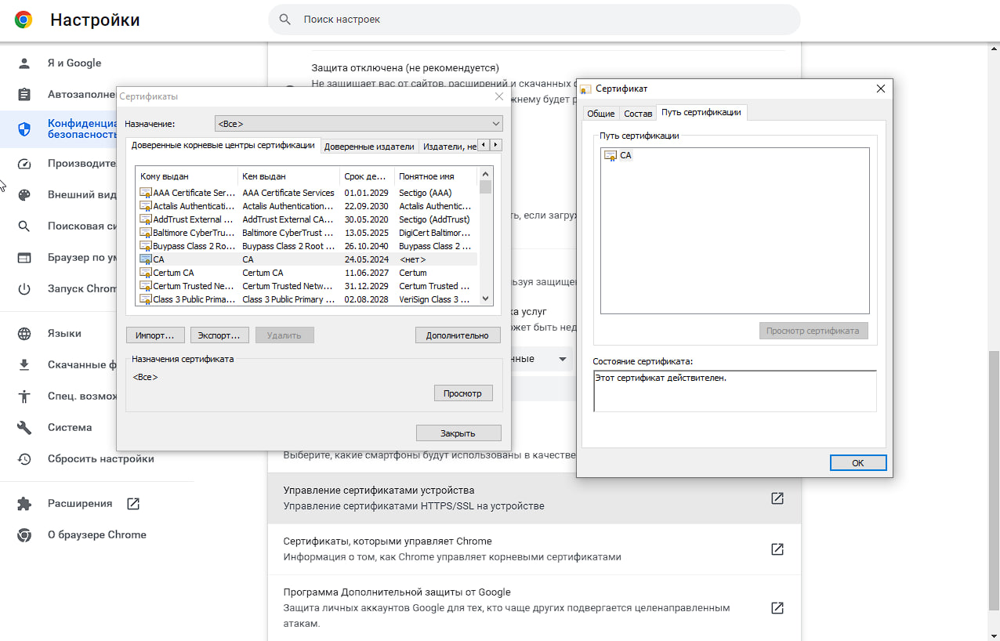 Настройки
Поиск настроек
Я и Google
Автозаполне
Конфиденциа
безопасность
Производите
Внешний вид
Поисковая си
Браузер по ум
Запуск Chrom
Языки
Скачанные ф
Спец. возмож
Система
Сбросить настройки
Расширения
О браузере Chrome
Защита отключена (не рекомендуется)
Не защищает вас от сайтов, расширений и скачанных с
жнему будет р
ть, если загруж
ьзуя защищен
ка услуг
ожет быть нед
нные
Выберите, какие смартфоны будут использованы в качестве
Управление сертификатами устройства
Управление сертификатами HTTPS/SSL на устройстве
Сертификаты, которыми управляет Chrome
Информация о том, как Chrome управляет корневыми сертификатами
Программа Дополнительной защиты от Google
Защита личных аккаунтов Google для тех, кто чаще других подвергается целенаправленным
атакам.
Сертификаты
Назначение: <Все>
Доверенные корневые центры сертификации Доверенные издатели Издатели, не
Кому выдан Кем выдан Срок де... Понятное имя
AAA Certificate Ser... AAA Certificate Services 01.01.2029 Sectigo (AAA)
Actalis Authenticati... Actalis Authentication... 22.09.2030 Actalis Authentic...
AddTrust External ... AddTrust External CA... 30.05.2020 Sectigo (AddTrust)
Baltimore CyberTru... Baltimore CyberTrust ... 13.05.2025 DigiCert Baltimor...
Buypass Class 2 Ro... Buypass Class 2 Root ... 26.10.2040 Buypass Class 2 ...
CA CA 24.05.2024 <нет>
Certum CA Certum CA 11.06.2027 Certum
Certum Trusted Ne... Certum Trusted Netw... 31.12.2029 Certum Trusted ...
Class 3 Public Prima... Class 3 Public Primary ... 02.08.2028 VeriSign Class 3 ...
Импорт... Экспорт... Удалить Дополнительно
Назначения сертификата
<Все>
Просмотр
Закрыть
Сертификат
Общие Состав Путь сертификации
Путь сертификации
CA
Просмотр сертификата
Состояние сертификата:
Этот сертификат действителен.
ОК